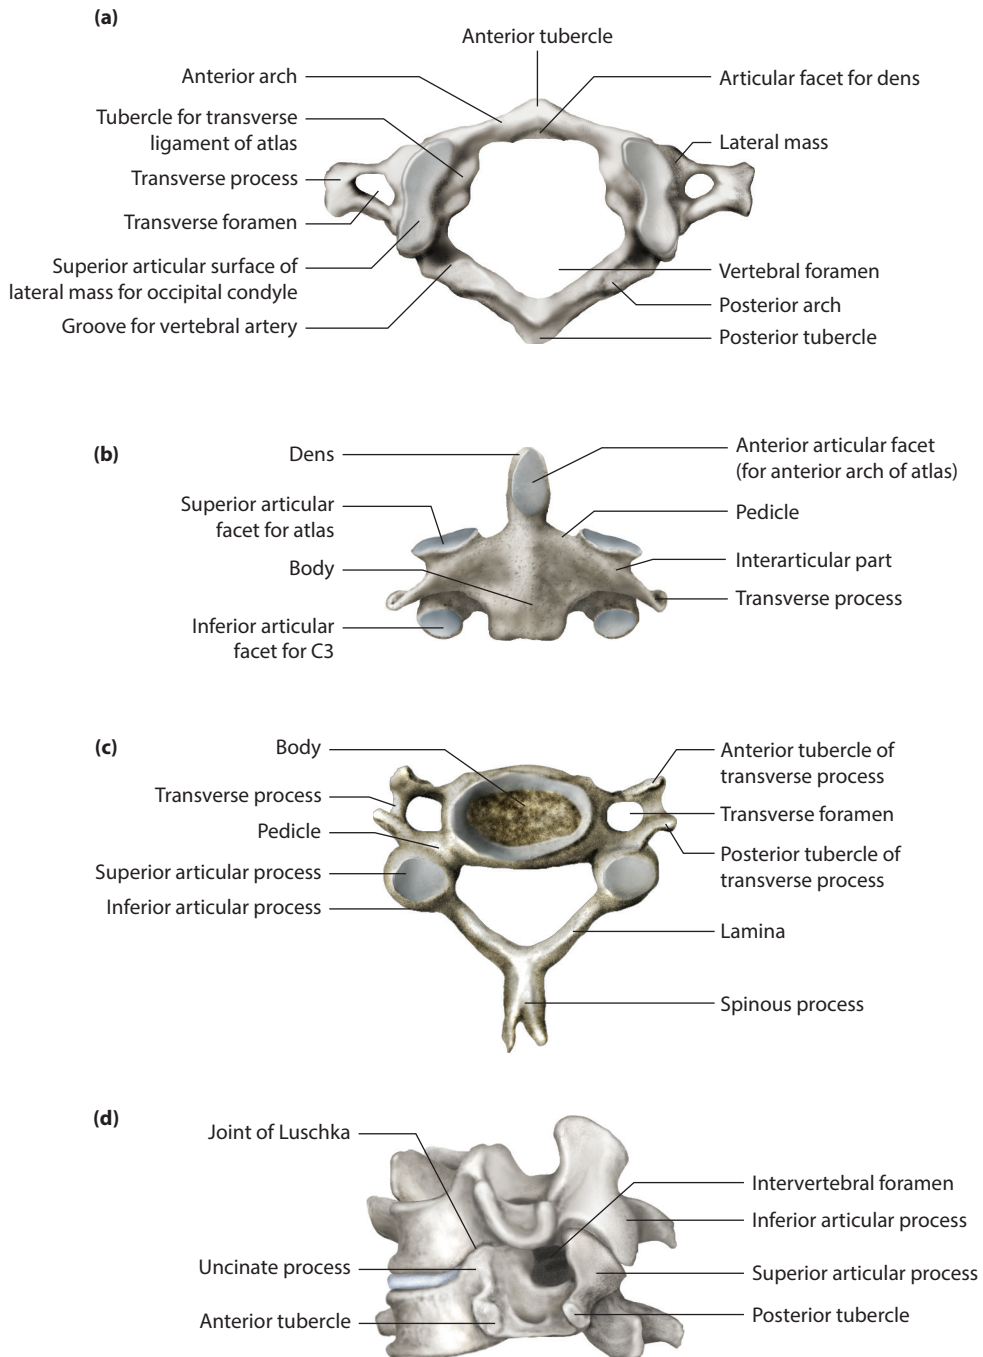 (a)
Anterior tubercle
Anterior arch
Articular facet for dens
Tubercle for transverse
ligament of atlas
Lateral mass
Transverse process
Transverse foramen
Superior articular surface of
lateral mass for occipital condyle
Vertebral foramen
Groove for vertebral artery
Posterior arch
Posterior tubercle
(b)
Dens
Anterior articular facet
(for anterior arch of atlas)
Superior articular
facet for atlas
Pedicle
Body
Interarticular part
Transverse process
Inferior articular
facet for C3
(c)
Body
Anterior tubercle of
transverse process
Transverse process
Transverse foramen
Pedicle
Posterior tubercle of
transverse process
Superior articular process
Inferior articular process
Lamina
Spinous process
(d)
Joint of Luschka
Intervertebral foramen
Inferior articular process
Uncinate process
Superior articular process
Anterior tubercle
Posterior tubercle